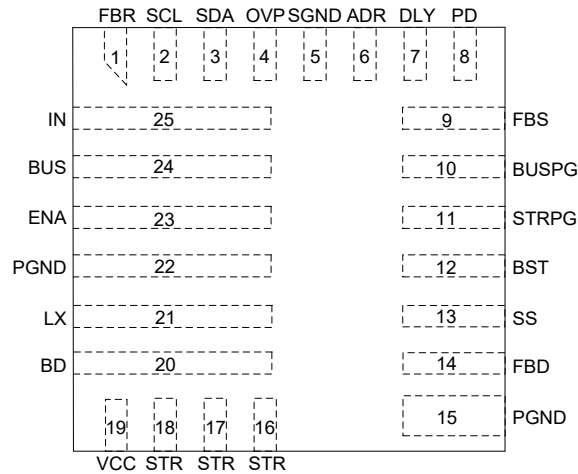 FBR SCL SDA OVP SGND ADR DLY PD
1 2 3 4 5 6 7 8
IN 25 9 FBS
BUS 24 10 BUSPG
ENA 23 11 STRPG
PGND 22 12 BST
LX 21 13 SS
BD 20 14 FBD
19 18 17 16 15 PGND
VCC STR STR STR